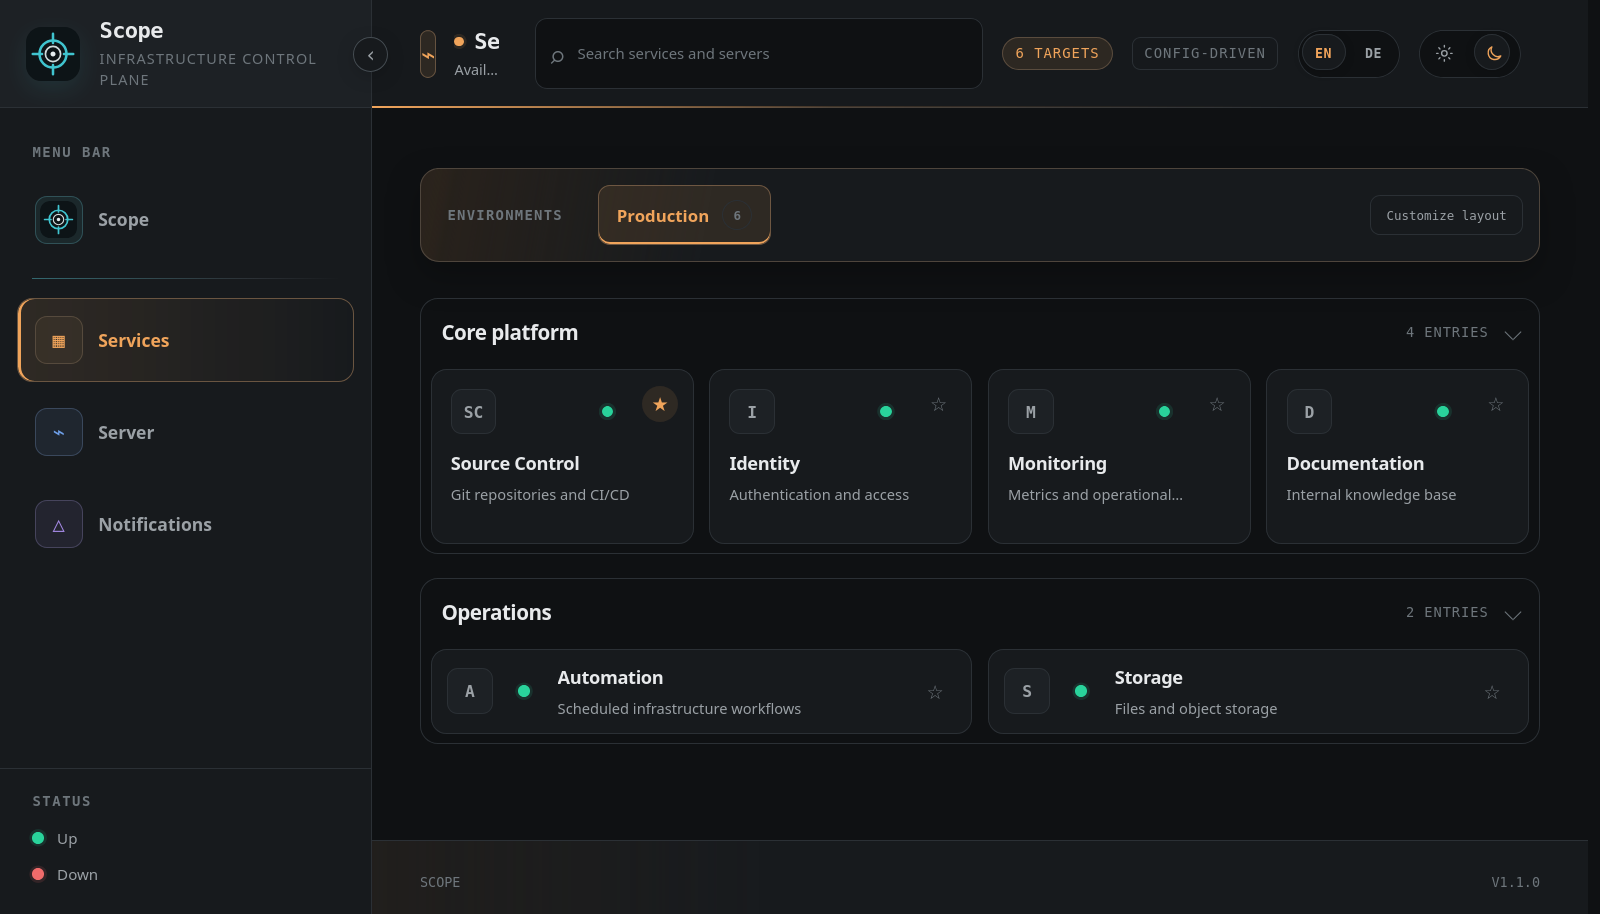 Scope
INFRASTRUCTURE CONTROL
PLANE
Se
Avail...
Search services and servers
6 TARGETS
CONFIG-DRIVEN
EN
DE
MENU BAR
Scope
Services
Server
Notifications
STATUS
Up
Down
ENVIRONMENTS
Production 6
Customize layout
Core platform
4 ENTRIES
SC
Source Control
Git repositories and CI/CD
I
Identity
Authentication and access
M
Monitoring
Metrics and operational...
D
Documentation
Internal knowledge base
Operations
2 ENTRIES
A
Automation
Scheduled infrastructure workflows
S
Storage
Files and object storage
SCOPE
V1.1.0